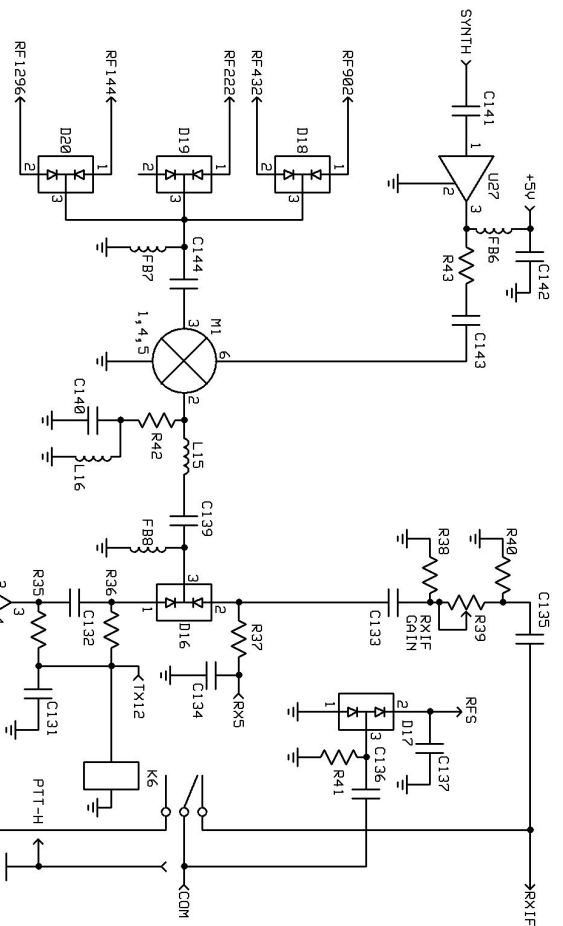 +5V
C142
C135
RXIF
C141
U27
FB6
R40
R39
SYNTH
1
3
2
R43
C143
R38
RXIF
GAIN
RFS
C137
D17
2
3
1
C133
C136
R41
RF902
1
D18
2
3
RF432
R37
RX5
C134
RF222
1
D19
2
3
C144
FB7
M1
3
6
2
1,4,5
L15
R42
C139
FB8
3
2
1
D16
COM
RF144
1
D20
2
3
RF1296
C140
L16
R36
TX12
K6
C132
R35
C131
PTT-H
3
2